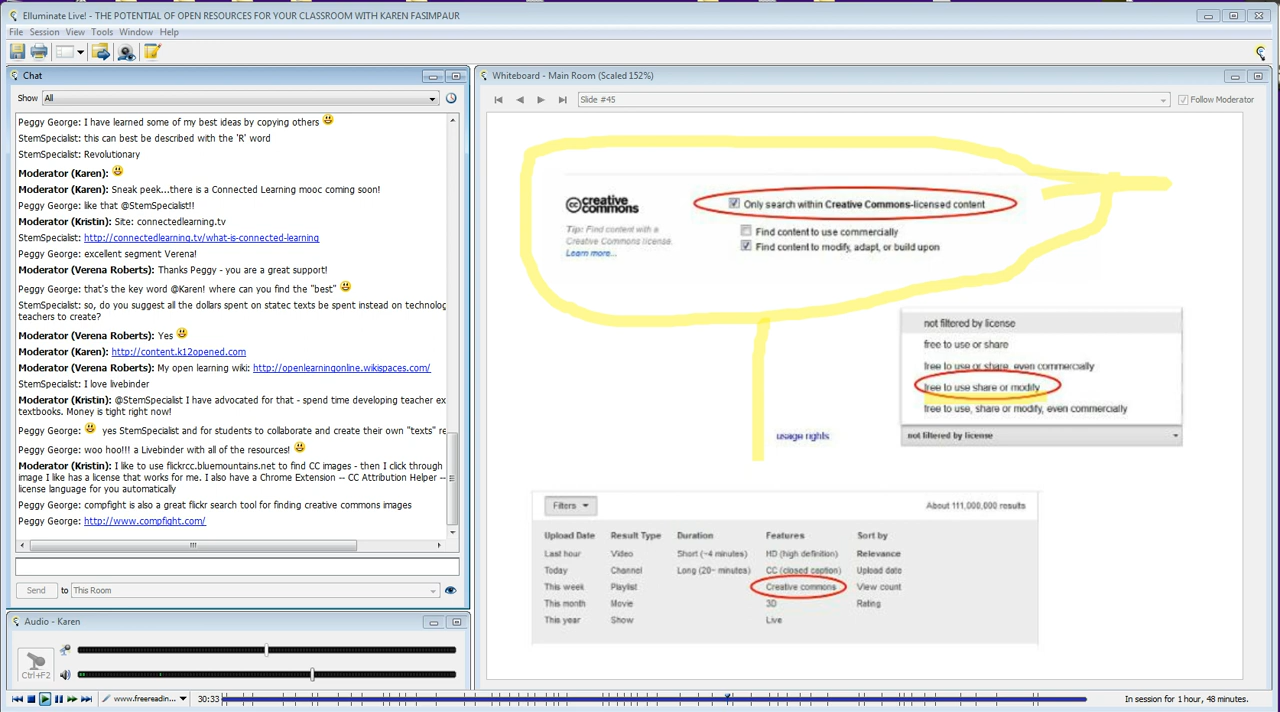 Elluminate Live! - THE POTENTIAL OF OPEN RESOURCES FOR YOUR CLASSROOM WITH KAREN FASIMPAUR
File Session View Tools Window Help
Chat
Show All
Peggy George: I have learned some of my best ideas by copying others
StemSpecialist: this can best be described with the 'R' word
StemSpecialist: Revolutionary
Moderator (Karen):
Moderator (Karen): Sneak peek...there is a Connected Learning mooc coming soon!
Peggy George: like that @StemSpecialist!!
Moderator (Kristin): Site: connectedlearning.tv
StemSpecialist: http://connectedlearning.tv/what-is-connected-learning
Peggy George: excellent segment Verena!
Moderator (Verena Roberts): Thanks Peggy - you are a great support!
Peggy George: that's the key word @Karen! where can you find the "best"
StemSpecialist: so, do you suggest all the dollars spent on statec texts be spent instead on technolog
teachers to create?
Moderator (Verena Roberts): Yes
Moderator (Karen): http://content.k12opened.com
Moderator (Verena Roberts): My open learning wiki: http://openlearningonline.wikispaces.com/
StemSpecialist: I love livebinder
Moderator (Kristin): @StemSpecialist I have advocated for that - spend time developing teacher ex
textbooks. Money is tight right now!
Peggy George: yes StemSpecialist and for students to collaborate and create their own "texts" re
Peggy George: woo hoo!!! a Livebinder with all of the resources!
Moderator (Kristin): I like to use flickrcc.bluemountains.net to find CC images - then I click through
image I like has a license that works for me. I also have a Chrome Extension -- CC Attribution Helper --
license language for you automatically
Peggy George: compfight is also a great flickr search tool for finding creative commons images
Peggy George: http://www.compfight.com/
Send to This Room
Audio - Karen
Ctrl+F2
www.freereadin... 30:33
In session for 1 hour, 48 minutes.
Whiteboard - Main Room (Scaled 152%)
Slide #45
Follow Moderator
creative commons
Tip: Find content with a
Creative Commons license.
Learn more...
Only search within Creative Commons-licensed content
Find content to use commercially
Find content to modify, adapt, or build upon
not filtered by license
free to use or share
free to use or share, even commercially
free to use share or modify
free to use, share or modify, even commercially
usage rights
not filtered by license
Filters
About 111,000,000 results
Upload Date Result Type Duration Features Sort by
Last hour Video Short (~4 minutes) HD (high definition) Relevance
Today Channel Long (20~ minutes) CC (closed caption) Upload date
This week Playlist Creative commons View count
This month Movie 3D Rating
This year Show Live